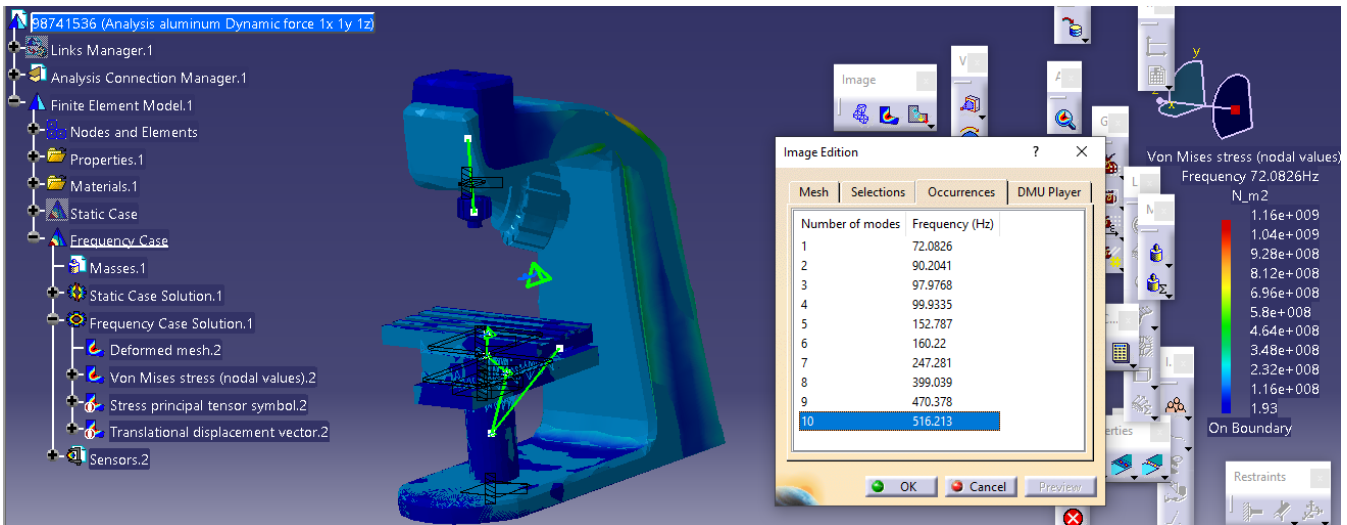 98741536 (Analysis aluminum Dynamic force 1x 1y 1z)
Links Manager.1
Analysis Connection Manager.1
Finite Element Model.1
Nodes and Elements
Properties.1
Materials.1
Static Case
Frequency Case
Masses.1
Static Case Solution.1
Frequency Case Solution.1
Deformed mesh.2
Von Mises stress (nodal values).2
Stress principal tensor symbol.2
Translational displacement vector.2
Sensors.2
Image
V
A
G
L
M
C...
I.
Image Edition
Mesh Selections Occurrences DMU Player
Number of modes Frequency (Hz)
1 72.0826
2 90.2041
3 97.9768
4 99.9335
5 152.787
6 160.22
7 247.281
8 399.039
9 470.378
10 516.213
OK Cancel Preview
erties
y
z
x
Von Mises stress (nodal values)
Frequency 72.0826Hz
N_m2
1.16e+009
1.04e+009
9.28e+008
8.12e+008
6.96e+008
5.8e+008
4.64e+008
3.48e+008
2.32e+008
1.16e+008
1.93
On Boundary
Restraints